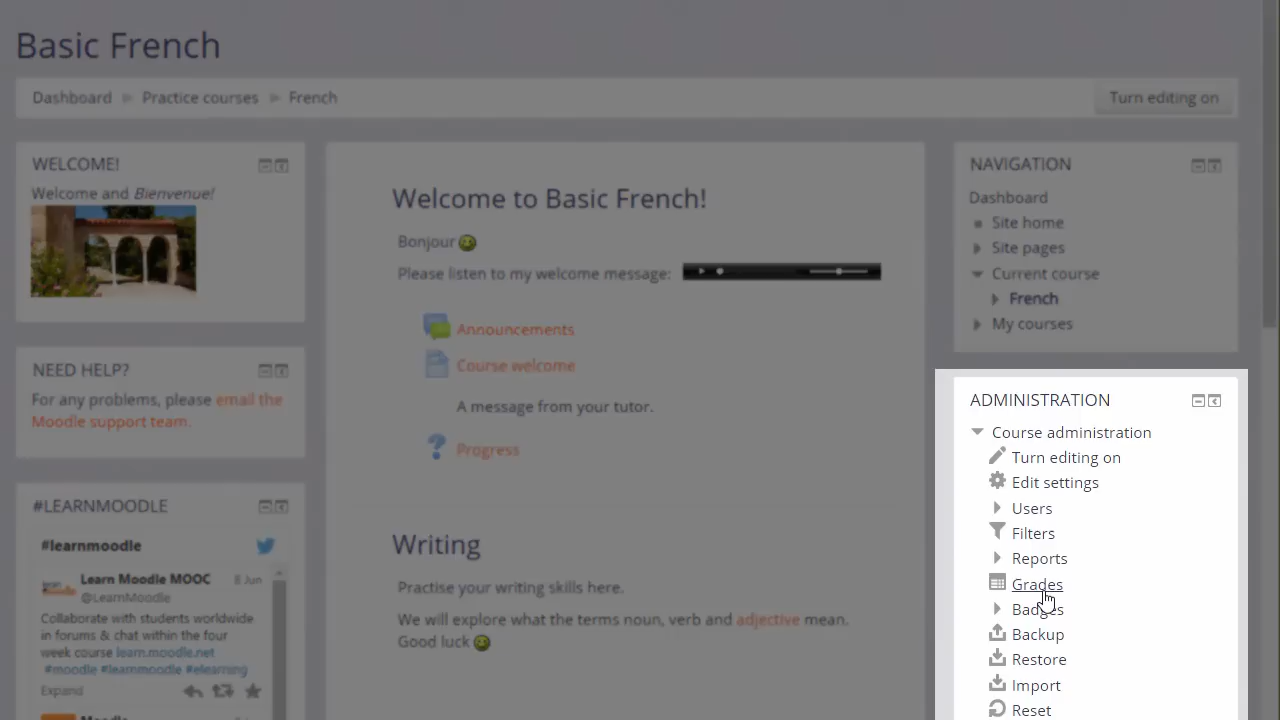 Basic French
Dashboard Practice courses French
Turn editing on
WELCOME!
Welcome and Bienvenue!
NEED HELP?
For any problems, please email the
Moodle support team.
#LEARNMOODLE
#learnmoodle
Learn Moodle MOOC 8 Jun
@LearnMoodle
Collaborate with students worldwide
in forums & chat within the four
week course learn.moodle.net
#moodle #learnmoodle #elearning
Expand
Welcome to Basic French!
Bonjour
Please listen to my welcome message:
Announcements
Course welcome
A message from your tutor.
Progress
Writing
Practise your writing skills here.
We will explore what the terms noun, verb and adjective mean.
Good luck
NAVIGATION
Dashboard
Site home
Site pages
Current course
French
My courses
ADMINISTRATION
Course administration
Turn editing on
Edit settings
Users
Filters
Reports
Grades
Badges
Backup
Restore
Import
Reset